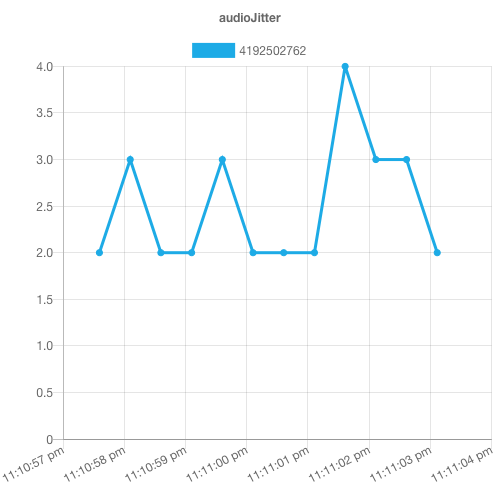 audioJitter
4192502762
4.0
3.5
3.0
2.5
2.0
1.5
1.0
0.5
0
11:10:57 pm
11:10:58 pm
11:10:59 pm
11:11:00 pm
11:11:01 pm
11:11:02 pm
11:11:03 pm
11:11:04 pm